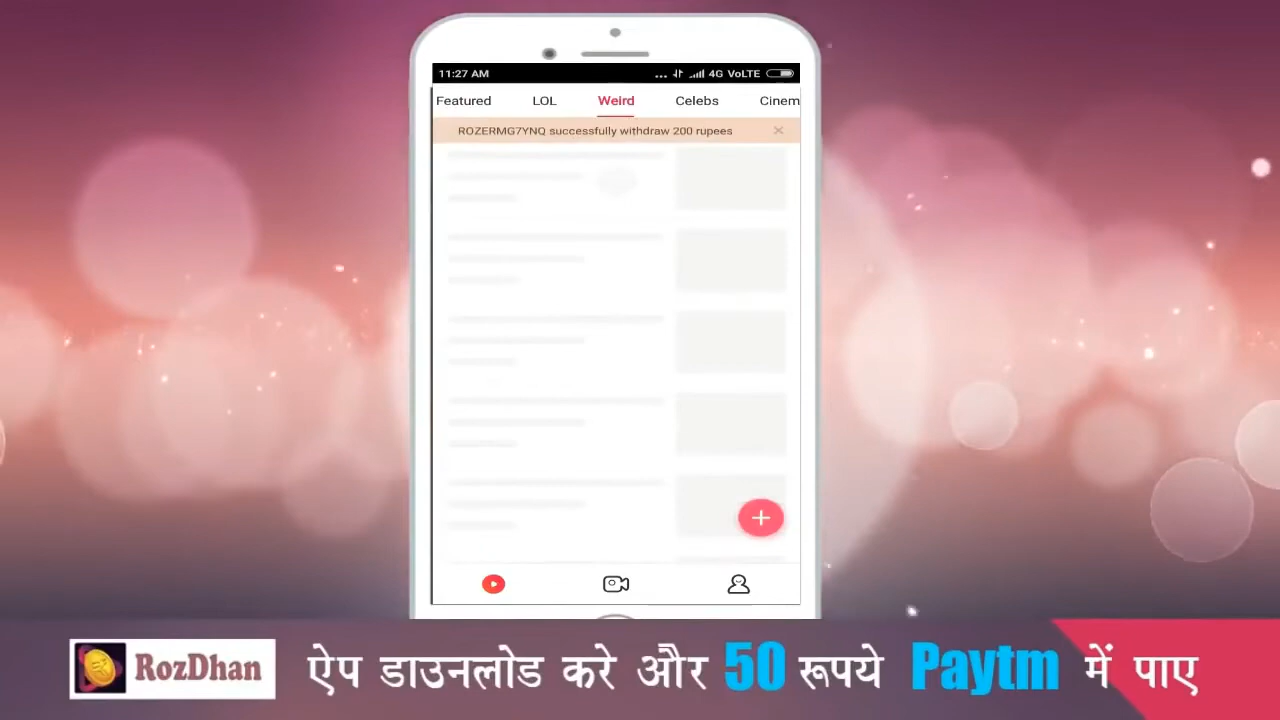 11:27 AM ... 4G VoLTE
Featured LOL Weird Celebs Cinem
ROZERMG7YNQ successfully withdraw 200 rupees ×
+
RozDhan ऐप डाउनलोड करे और 50 रूपये Paytm में पाए